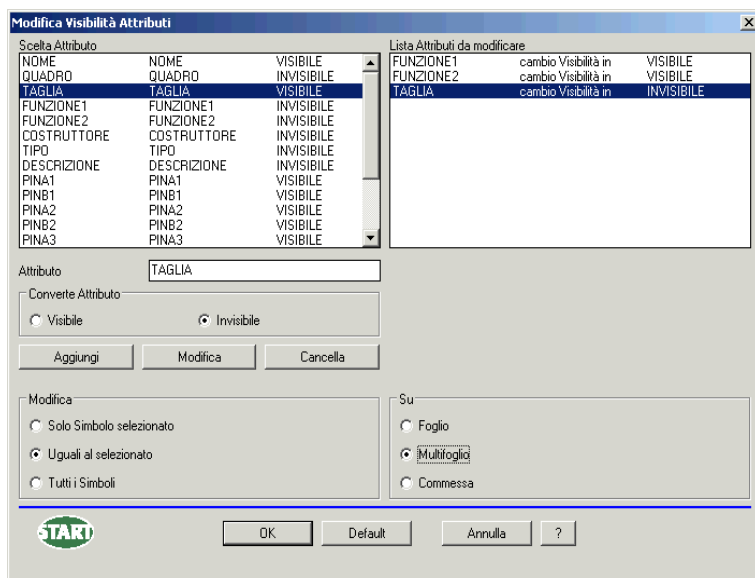 Modifica Visibilità Attributi
Scelta Attributo
NOME NOME VISIBILE
QUADRO QUADRO INVISIBILE
TAGLIA TAGLIA VISIBILE
FUNZIONE1 FUNZIONE1 INVISIBILE
FUNZIONE2 FUNZIONE2 INVISIBILE
COSTRUTTORE COSTRUTTORE INVISIBILE
TIPO TIPO INVISIBILE
DESCRIZIONE DESCRIZIONE INVISIBILE
PINA1 PINA1 VISIBILE
PINB1 PINB1 VISIBILE
PINA2 PINA2 VISIBILE
PINB2 PINB2 VISIBILE
PINA3 PINA3 VISIBILE
Lista Attributi da modificare
FUNZIONE1 cambio Visibilità in VISIBILE
FUNZIONE2 cambio Visibilità in VISIBILE
TAGLIA cambio Visibilità in INVISIBILE
Attributo TAGLIA
Converte Attributo
Visibile Invisibile
Aggiungi Modifica Cancella
Modifica
Solo Simbolo selezionato
Uguali al selezionato
Tutti i Simboli
Su
Foglio
Multifoglio
Commessa
START OK Default Annulla ?